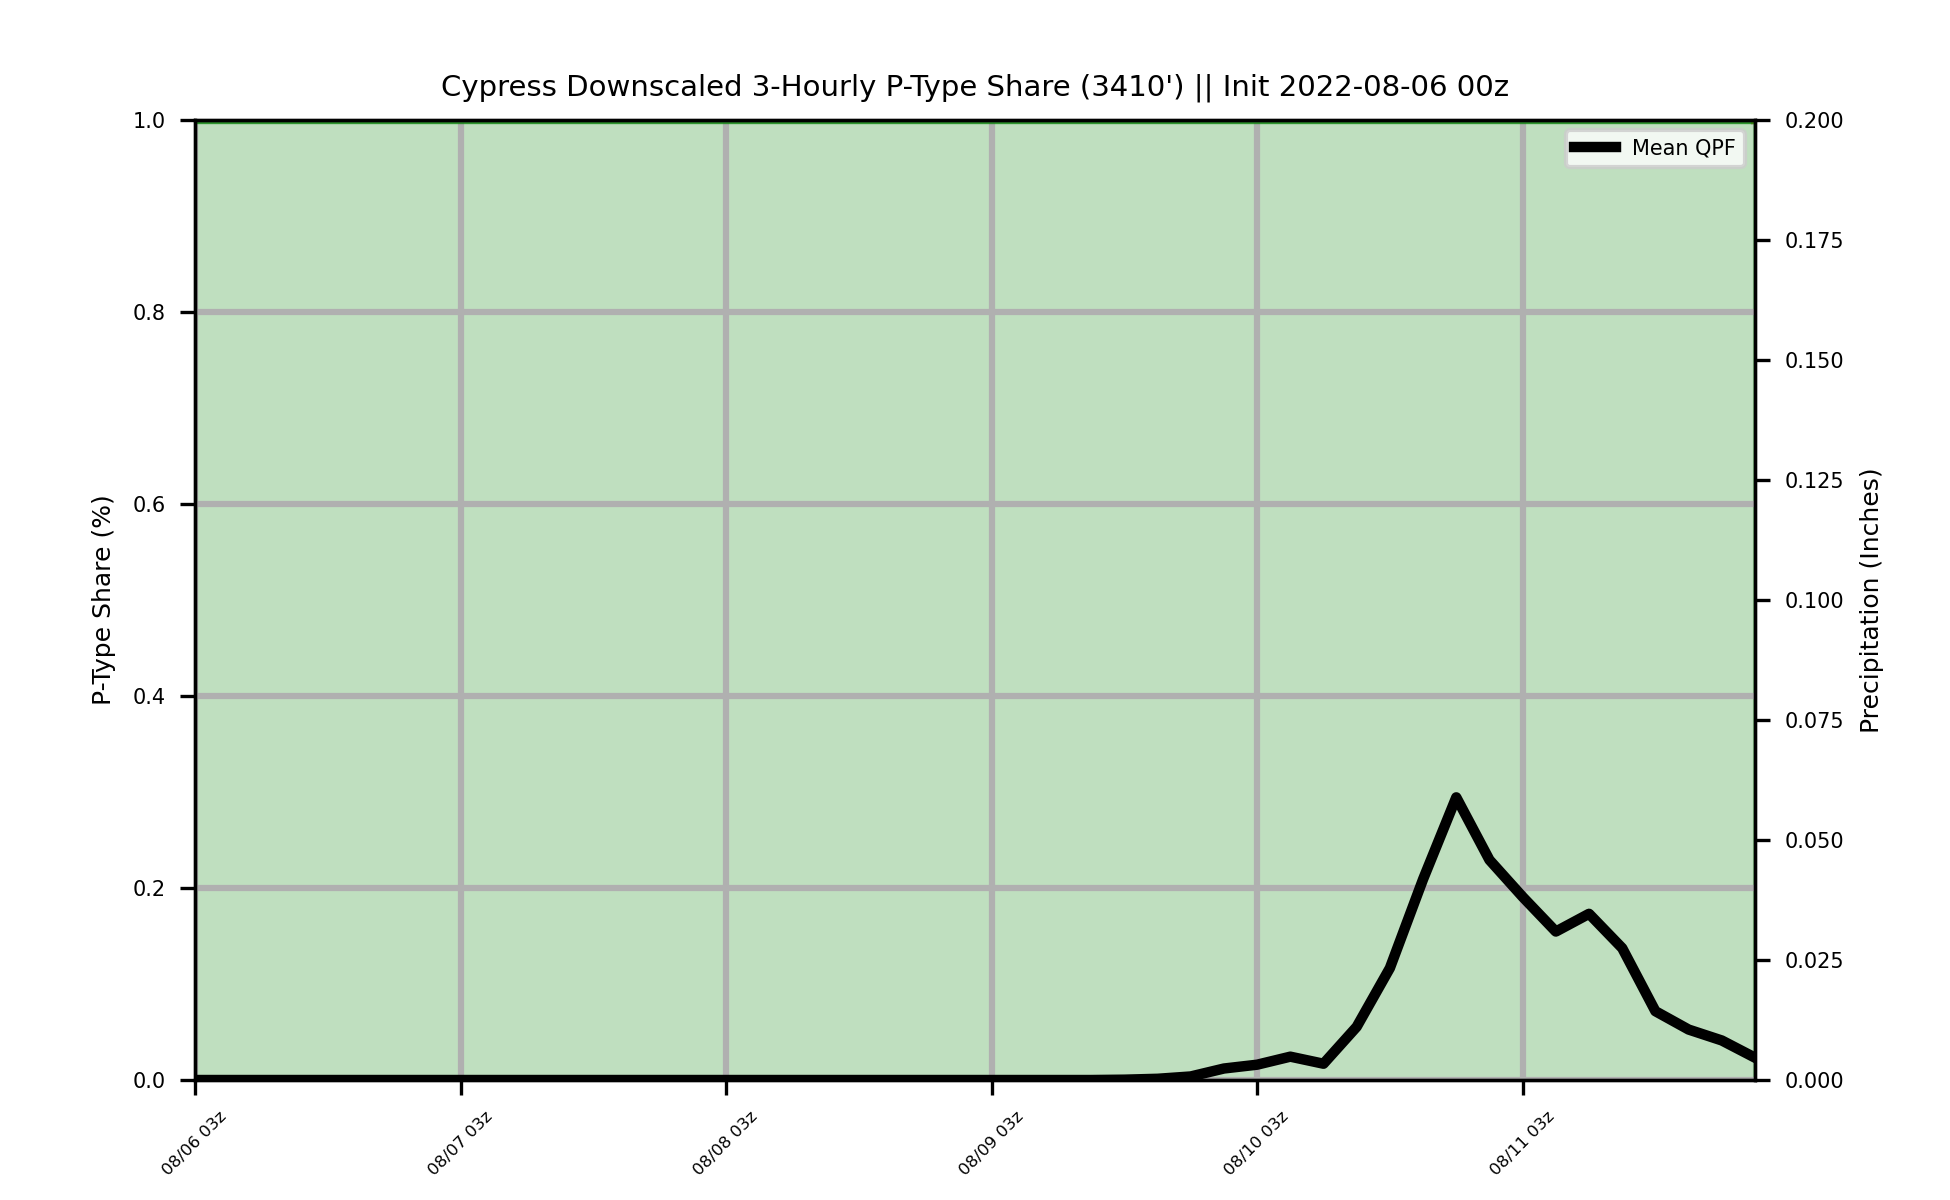 Cypress Downscaled 3-Hourly P-Type Share (3410') || Init 2022-08-06 00z
Mean QPF
P-Type Share (%)
1.0
0.8
0.6
0.4
0.2
0.0
0.200
0.175
0.150
0.125
0.100
0.075
0.050
0.025
0.000
Precipitation (Inches)
08/06 03z
08/07 03z
08/08 03z
08/09 03z
08/10 03z
08/11 03z